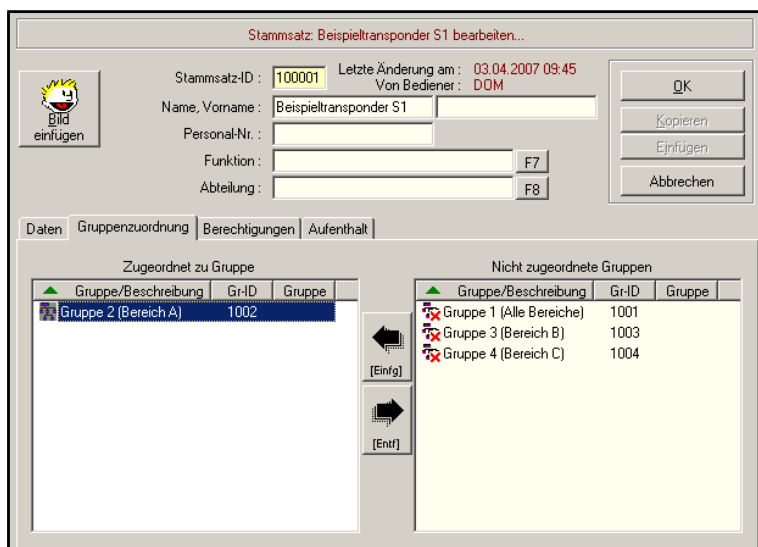 Stammsatz: Beispieltransponder S1 bearbeiten...
Bild
einfügen
Stammsatz-ID : 100001 Letzte Änderung am : 03.04.2007 09:45
Von Bediener : DOM
Name, Vorname : Beispieltransponder S1
Personal-Nr. :
Funktion : F7
Abteilung : F8
OK
Kopieren
Einfügen
Abbrechen
Daten Gruppenzuordnung Berechtigungen Aufenthalt
Zugeordnet zu Gruppe
Gruppe/Beschreibung Gr-ID Gruppe
Gruppe 2 (Bereich A) 1002
[Einfg]
[Entf]
Nicht zugeordnete Gruppen
Gruppe/Beschreibung Gr-ID Gruppe
Gruppe 1 (Alle Bereiche) 1001
Gruppe 3 (Bereich B) 1003
Gruppe 4 (Bereich C) 1004